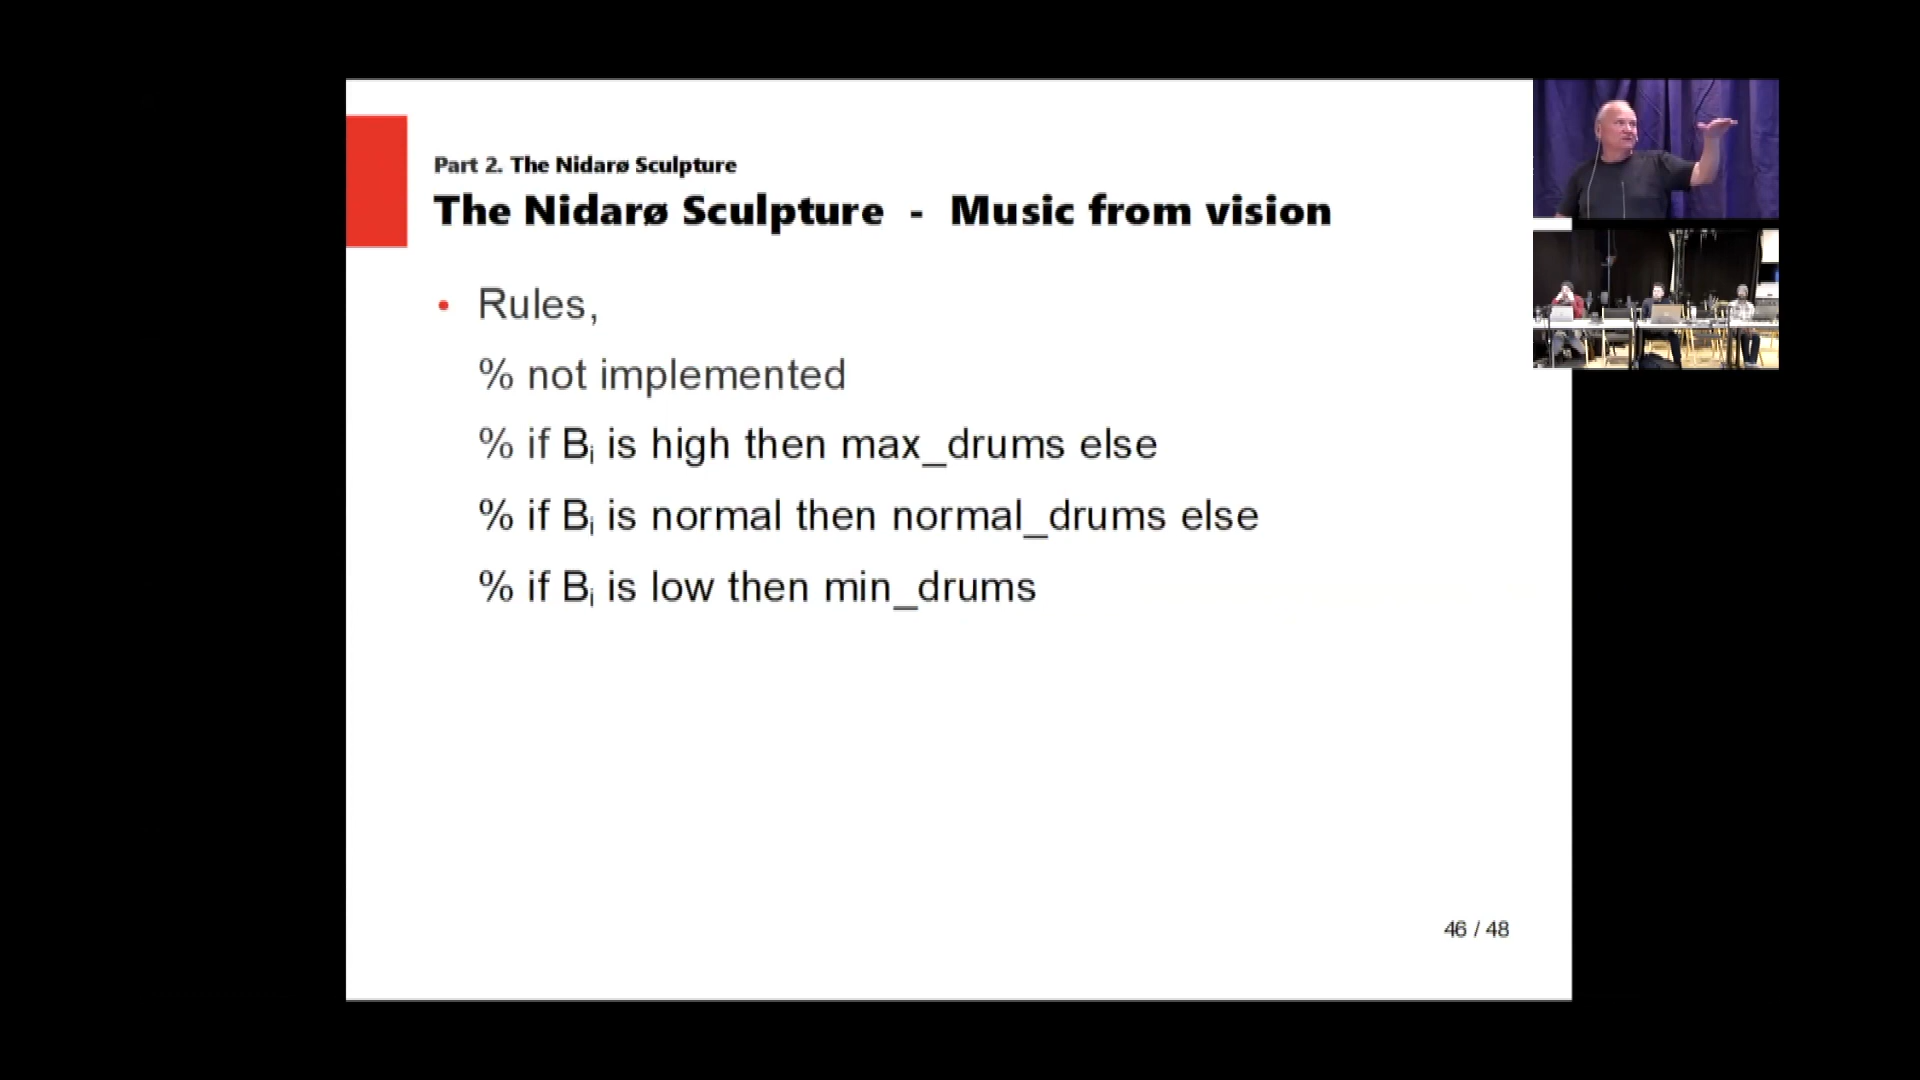 Part 2. The Nidarø Sculpture
The Nidarø Sculpture - Music from vision
• Rules,
% not implemented
% if Bᵢ is high then max_drums else
% if Bᵢ is normal then normal_drums else
% if Bᵢ is low then min_drums
46 / 48